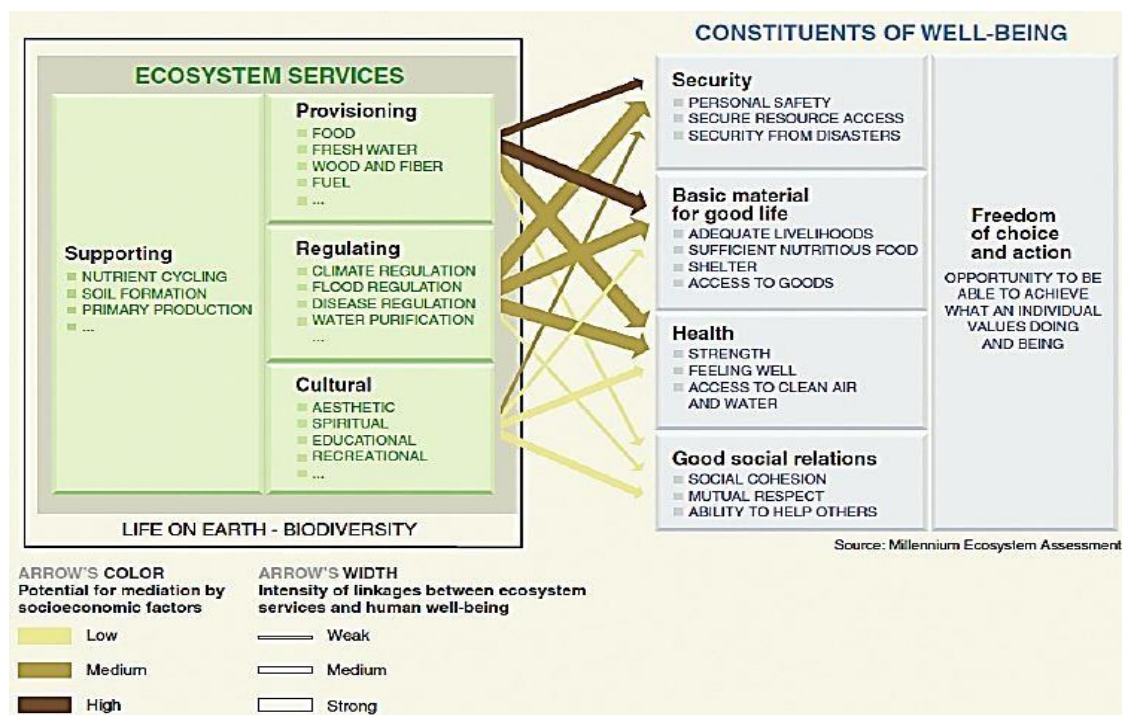 CONSTITUENTS OF WELL-BEING
ECOSYSTEM SERVICES
Supporting
NUTRIENT CYCLING
SOIL FORMATION
PRIMARY PRODUCTION
...
Provisioning
FOOD
FRESH WATER
WOOD AND FIBER
FUEL
...
Regulating
CLIMATE REGULATION
FLOOD REGULATION
DISEASE REGULATION
WATER PURIFICATION
...
Cultural
AESTHETIC
SPIRITUAL
EDUCATIONAL
RECREATIONAL
...
LIFE ON EARTH - BIODIVERSITY
Security
PERSONAL SAFETY
SECURE RESOURCE ACCESS
SECURITY FROM DISASTERS
Basic material
for good life
ADEQUATE LIVELIHOODS
SUFFICIENT NUTRITIOUS FOOD
SHELTER
ACCESS TO GOODS
Health
STRENGTH
FEELING WELL
ACCESS TO CLEAN AIR
AND WATER
Good social relations
SOCIAL COHESION
MUTUAL RESPECT
ABILITY TO HELP OTHERS
Freedom
of choice
and action
OPPORTUNITY TO BE
ABLE TO ACHIEVE
WHAT AN INDIVIDUAL
VALUES DOING
AND BEING
Source: Millennium Ecosystem Assessment
ARROW'S COLOR
Potential for mediation by
socioeconomic factors
Low
Medium
High
ARROW'S WIDTH
Intensity of linkages between ecosystem
services and human well-being
Weak
Medium
Strong